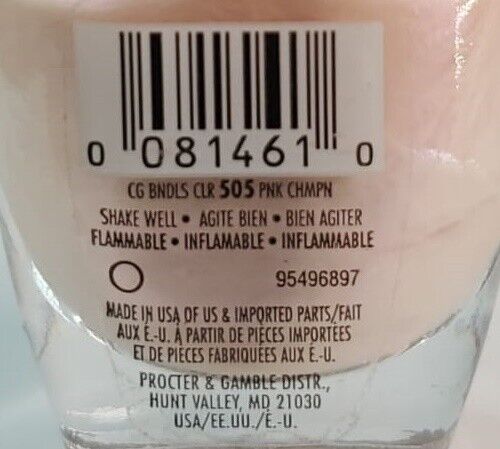 0 081461 0
CG BNDLS CLR 505 PNK CHMPN
SHAKE WELL • AGITE BIEN • BIEN AGITER
FLAMMABLE • INFLAMABLE • INFLAMMABLE
95496897
MADE IN USA OF US & IMPORTED PARTS/FAIT
AUX É.-U. À PARTIR DE PIÈCES IMPORTÉES
ET DE PIÈCES FABRIQUÉES AUX É.-U.
PROCTER & GAMBLE DISTR.,
HUNT VALLEY, MD 21030
USA/EE.UU./É.-U.